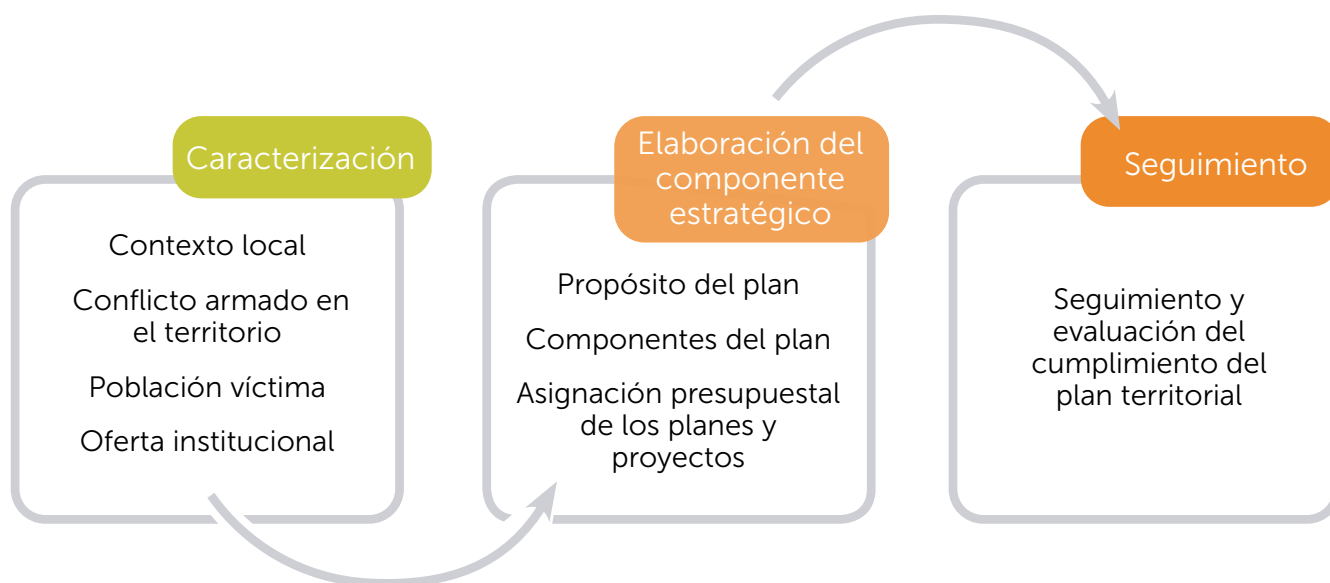 Caracterización
Contexto local
Conflicto armado en
el territorio
Población víctima
Oferta institucional
Elaboración del
componente
estratégico
Propósito del plan
Componentes del plan
Asignación presupuestal
de los planes y
proyectos
Seguimiento
Seguimiento y
evaluación del
cumplimiento del
plan territorial